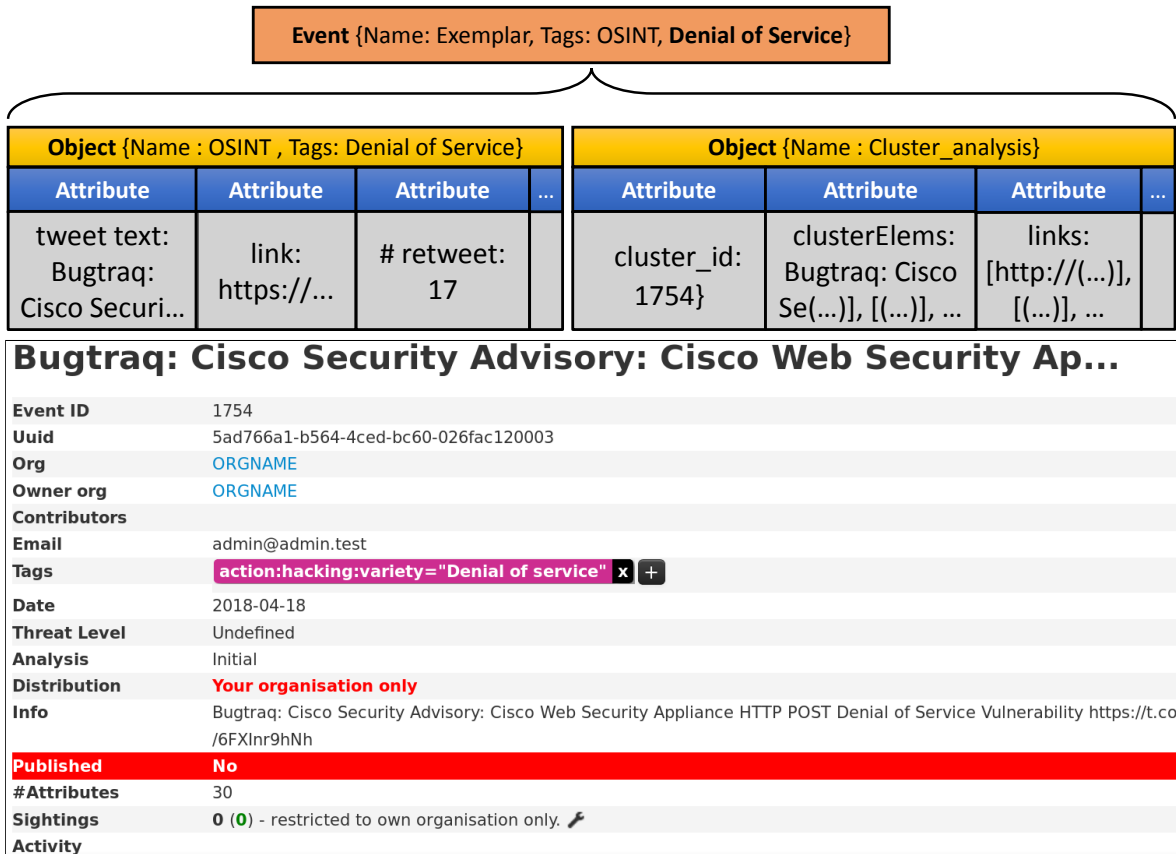 Event {Name: Exemplar, Tags: OSINT, Denial of Service}
Object {Name : OSINT , Tags: Denial of Service}
Attribute Attribute Attribute ...
tweet text:
Bugtraq:
Cisco Securi...
link:
https://...
# retweet:
17
Object {Name : Cluster_analysis}
Attribute Attribute Attribute ...
cluster_id:
1754}
clusterElems:
Bugtraq: Cisco
Se(...)], [(...)], ...
links:
[http://(...)],
[(...)], ...
Bugtraq: Cisco Security Advisory: Cisco Web Security Ap...
Event ID 1754
Uuid 5ad766a1-b564-4ced-bc60-026fac120003
Org ORGNAME
Owner org ORGNAME
Contributors
Email admin@admin.test
Tags action:hacking:variety="Denial of service" x +
Date 2018-04-18
Threat Level Undefined
Analysis Initial
Distribution Your organisation only
Info Bugtraq: Cisco Security Advisory: Cisco Web Security Appliance HTTP POST Denial of Service Vulnerability https://t.co
/6FXInr9hNh
Published No
#Attributes 30
Sightings 0 (0) - restricted to own organisation only.
Activity